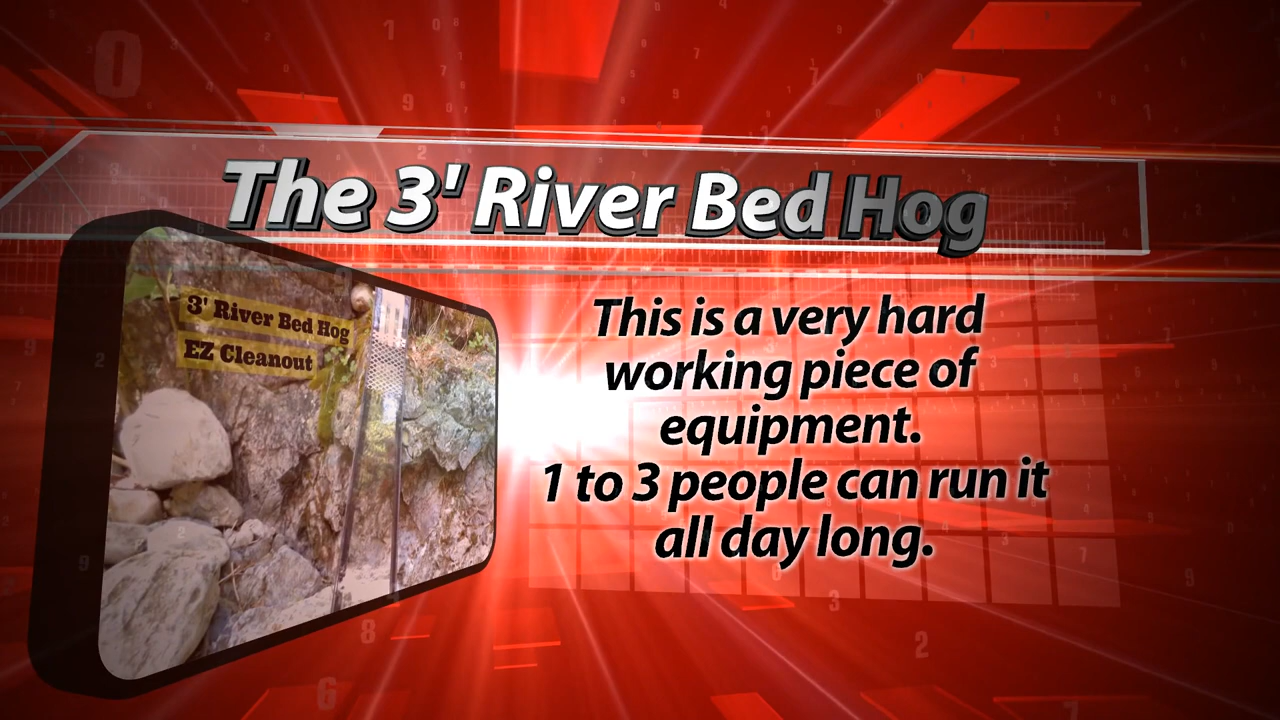 The 3' River Bed Hog
3' River Bed Hog
EZ Cleanout
This is a very hard
working piece of
equipment.
1 to 3 people can run it
all day long.